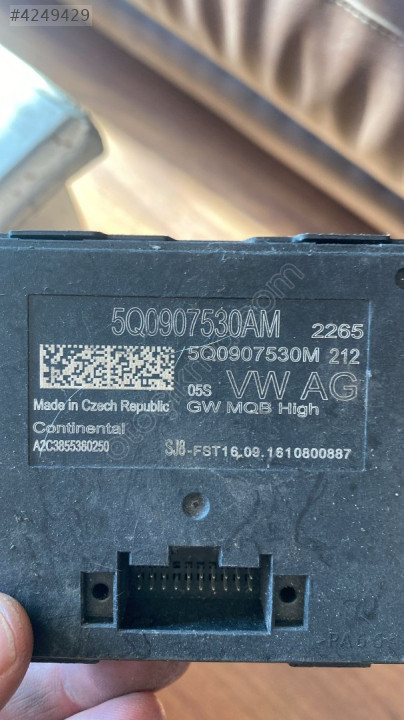 #4249429
5Q0907530AM 2265
5Q0907530M 212
05S VW AG
Made in Czech Republic GW MQB High
Continental
A2C3855360250 SJ8-FST16.09.1610800887